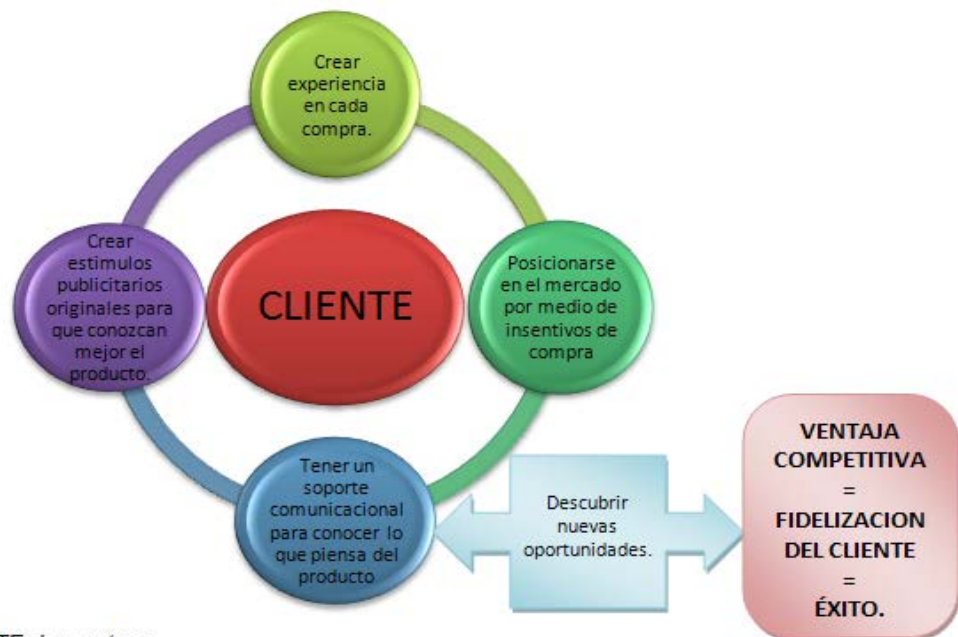 Crear
experiencia
en cada
compra.
Crear
estimulos
publicitarios
originales para
que conozcan
mejor el
producto.
CLIENTE
Posicionarse
en el mercado
por medio de
insentivos de
compra
Tener un
soporte
comunicacional
para conocer lo
que piensa del
producto
Descubrir
nuevas
oportunidades.
VENTAJA
COMPETITIVA
=
FIDELIZACION
DEL CLIENTE
=
ÉXITO.